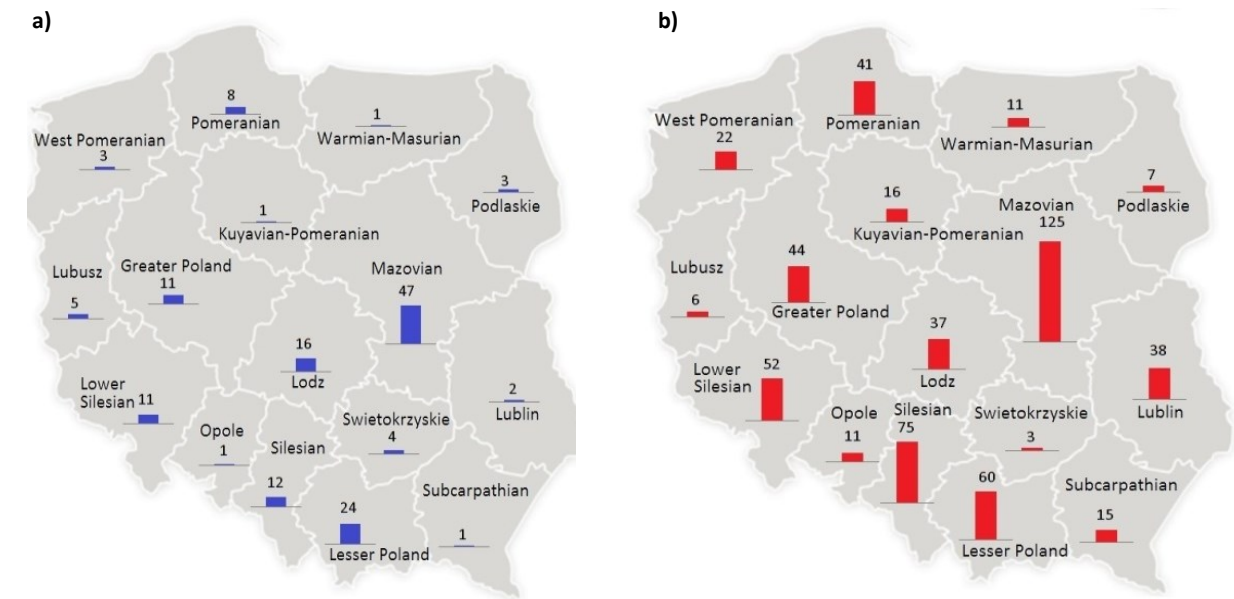 a)
8
Pomeranian
1
Warmian-Masurian
West Pomeranian
3
3
Podlaskie
1
Kuyavian-Pomeranian
Lubusz
5
Greater Poland
11
Mazovian
47
16
Lodz
Lower
Silesian 11
2
Lublin
Opole
1
Silesian
12
Swietokrzyskie
4
Subcarpathian
1
24
Lesser Poland
b)
41
Pomeranian
11
Warmian-Masurian
West Pomeranian
22
7
Podlaskie
16
Kuyavian-Pomeranian
Mazovian
125
Lubusz
6
44
Greater Poland
37
Lodz
Lower
Silesian
52
38
Lublin
Opole
11
Silesian
75
Swietokrzyskie
3
Subcarpathian
15
60
Lesser Poland